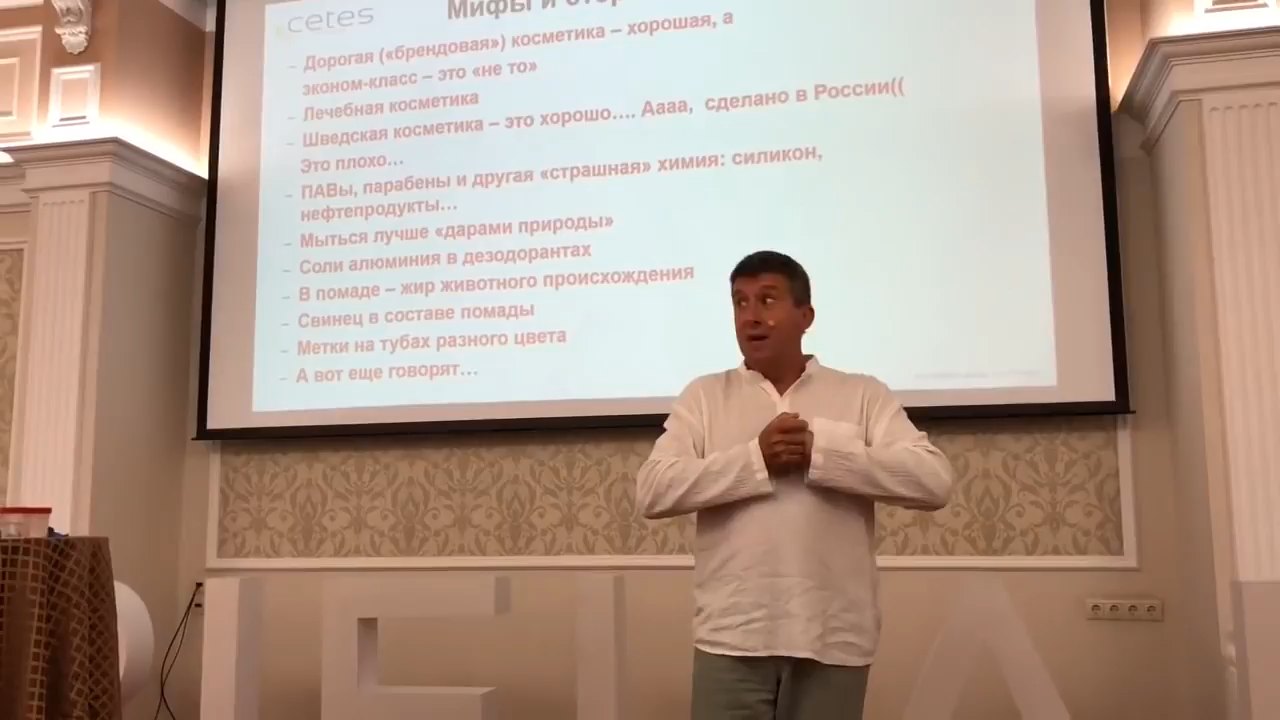 cetes
Мифы и
– Дорогая («брендовая») косметика – хорошая, а
эконом-класс – это «не то»
– Лечебная косметика
– Шведская косметика – это хорошо…. Аааа, сделано в России((
Это плохо…
– ПАВы, парабены и другая «страшная» химия: силикон,
нефтепродукты…
– Мыться лучше «дарами природы»
– Соли алюминия в дезодорантах
– В помаде – жир животного происхождения
– Свинец в составе помады
– Метки на тубах разного цвета
– А вот еще говорят…